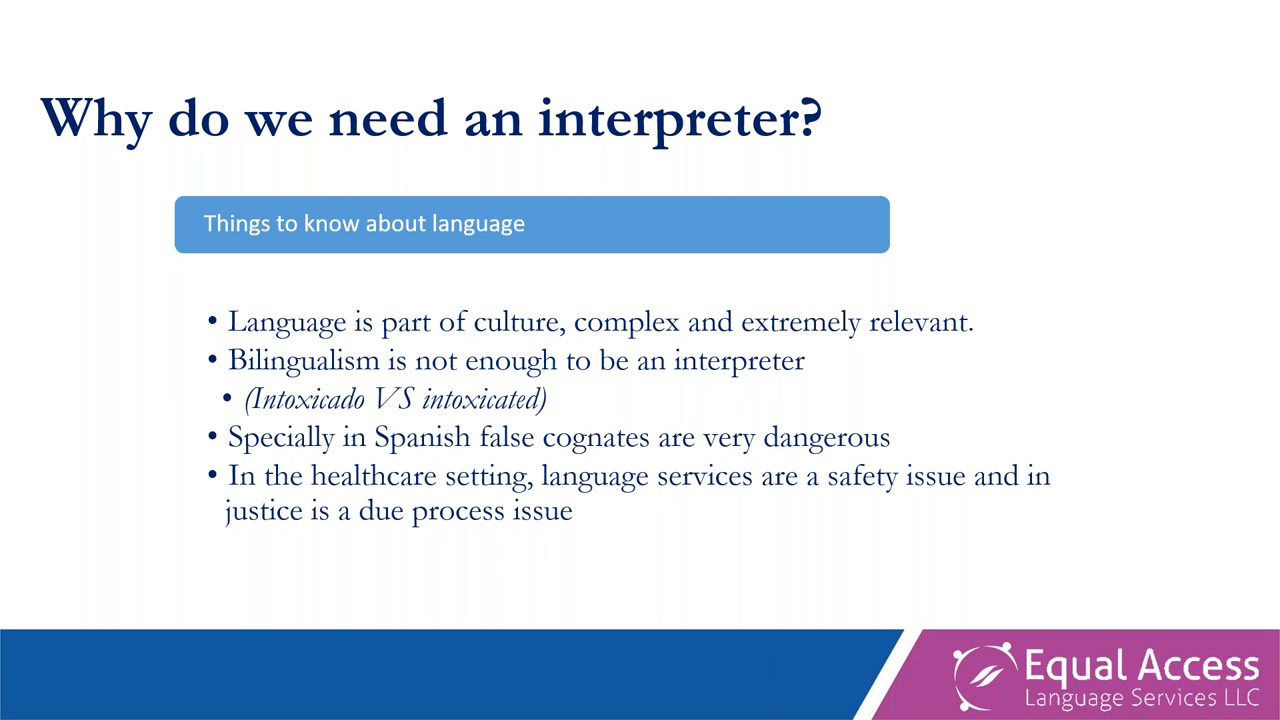 Why do we need an interpreter?
Things to know about language
• Language is part of culture, complex and extremely relevant.
• Bilingualism is not enough to be an interpreter
• (Intoxicado VS intoxicated)
• Specially in Spanish false cognates are very dangerous
• In the healthcare setting, language services are a safety issue and in
justice is a due process issue
Equal Access
Language Services LLC